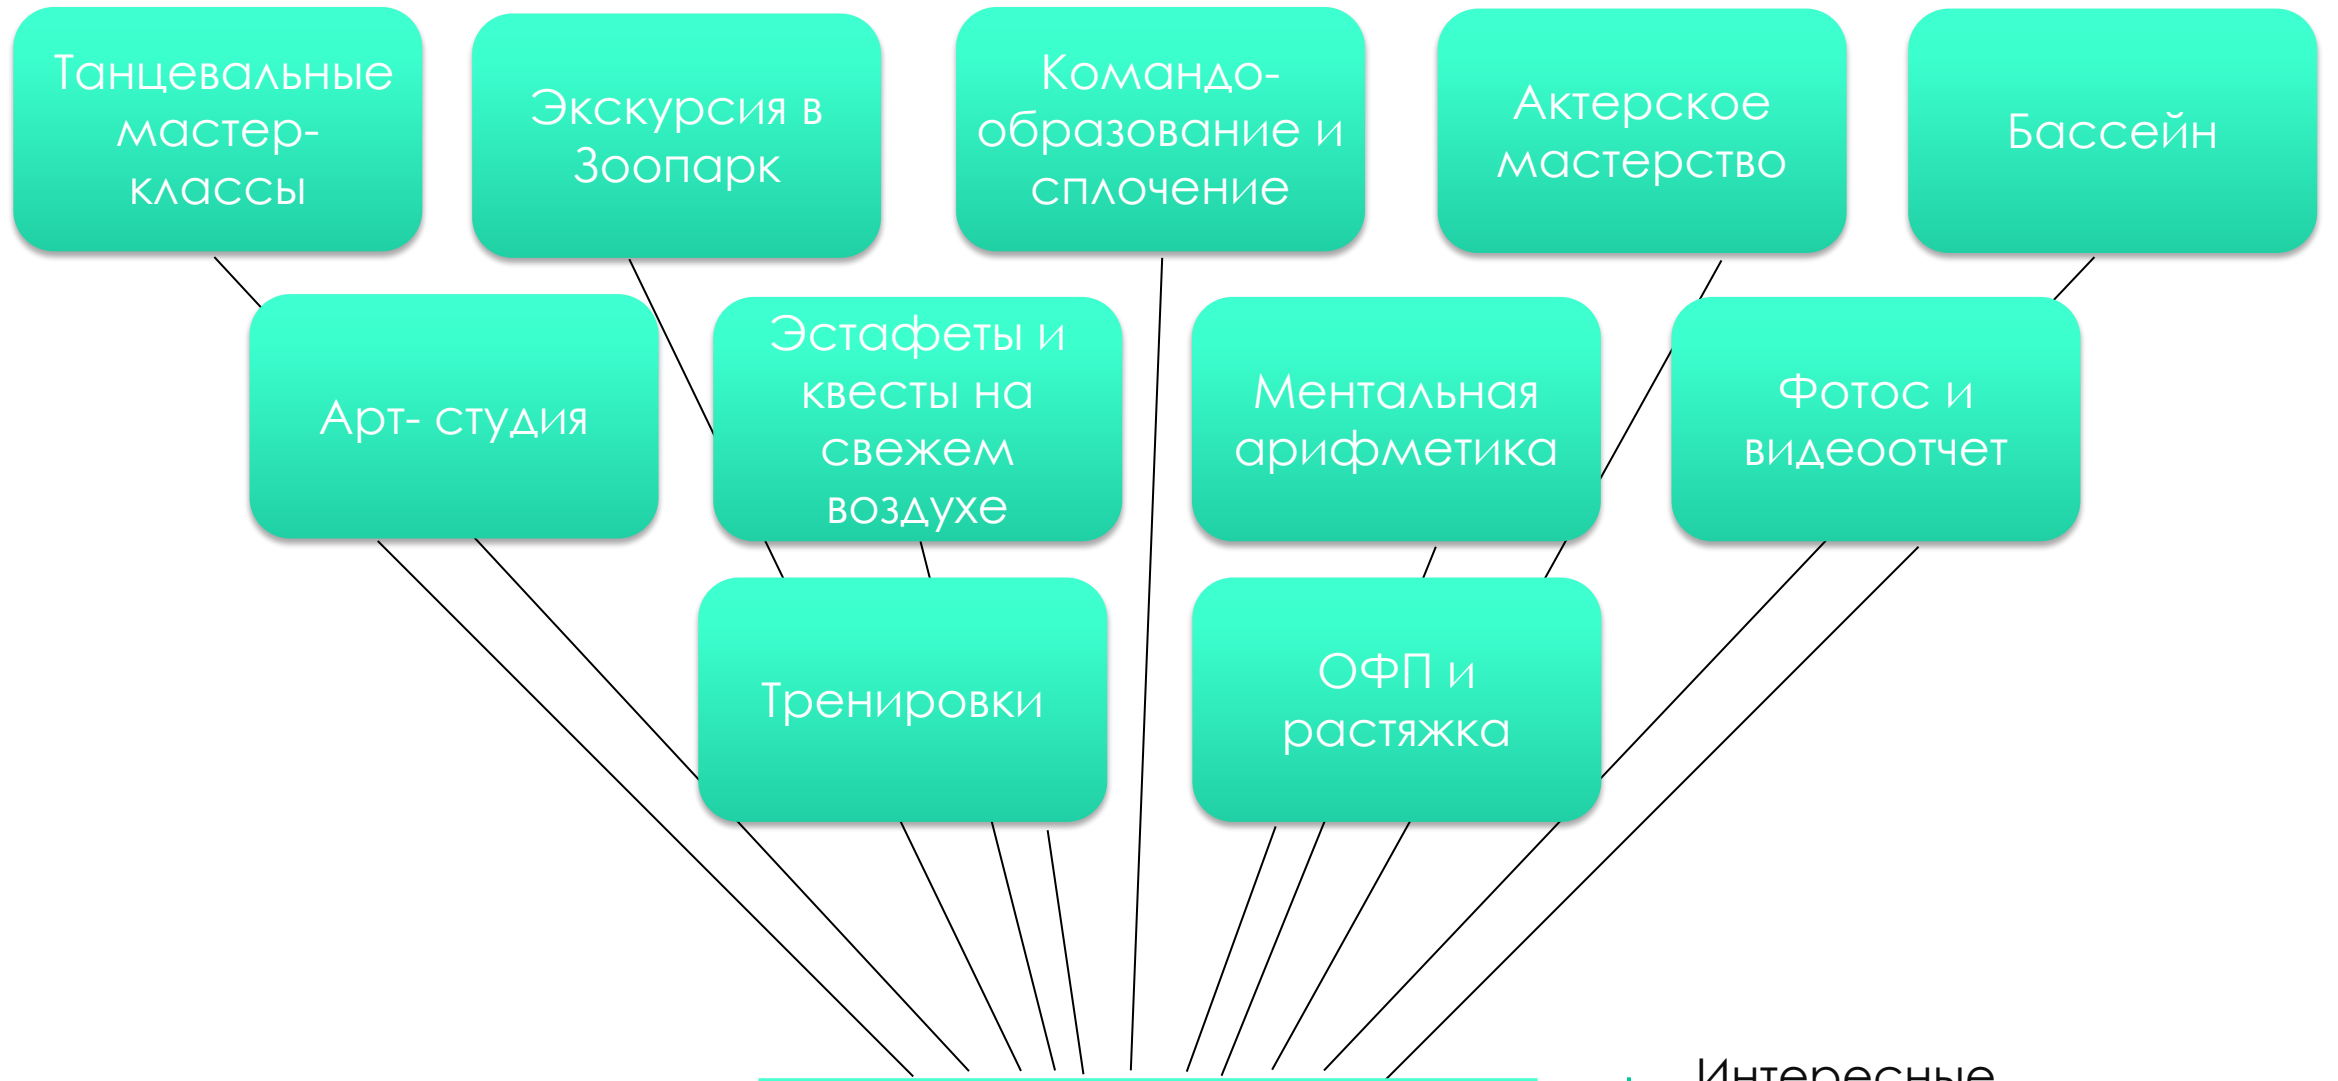 Танцевальные
мастер-
классы
Экскурсия в
Зоопарк
Командо-
образование и
сплочение
Актерское
мастерство
Бассейн
Арт- студия
Эстафеты и
квесты на
свежем
воздухе
Ментальная
арифметика
Фотос и
видеоотчет
Тренировки
ОФП и
растяжка
Интересные